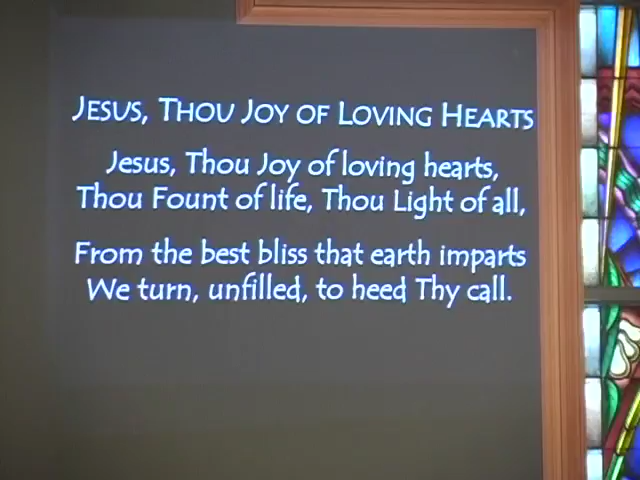 JESUS, THOU JOY OF LOVING HEARTS
Jesus, Thou Joy of loving hearts,
Thou Fount of life, Thou Light of all,
From the best bliss that earth imparts
We turn, unfilled, to heed Thy call.